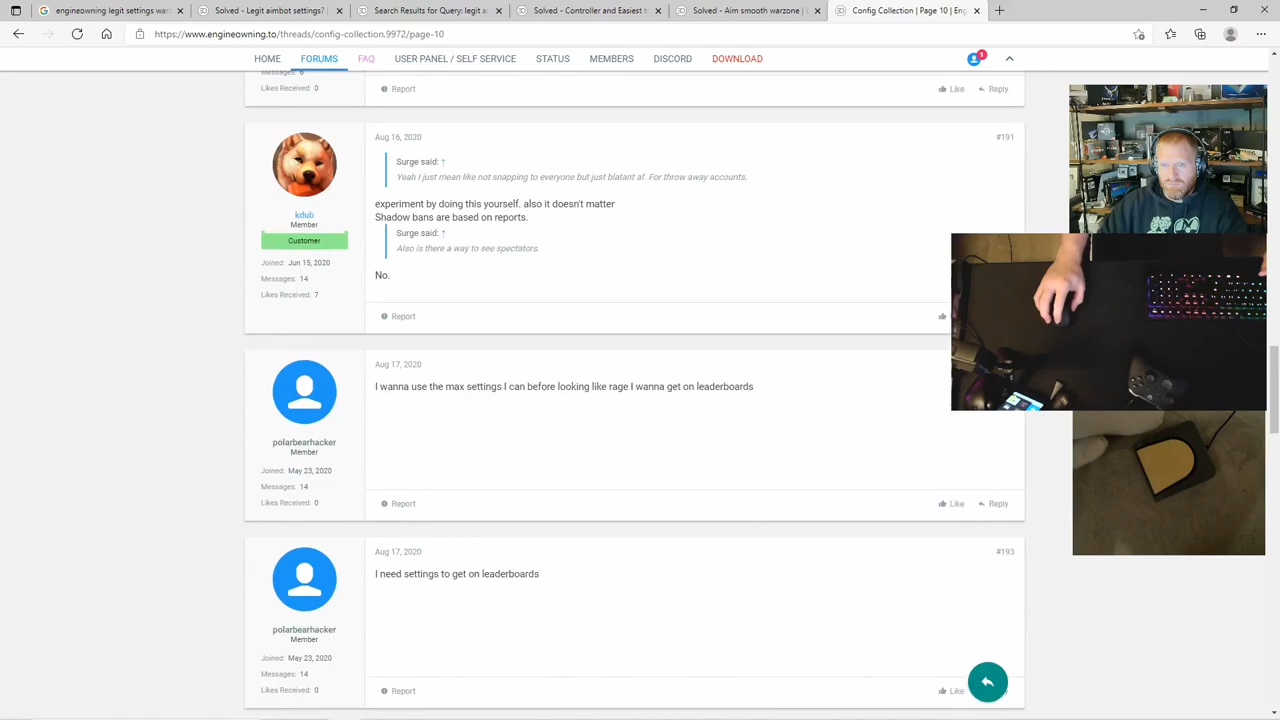 engineowning legit settings war
Solved - Legit aimbot settings?
Search Results for Query: legit a
Solved - Controller and Easiest t
Solved - Aim smooth warzone |
Config Collection | Page 10 | Eng
https://www.engineowning.to/threads/config-collection.9972/page-10
HOME FORUMS FAQ USER PANEL / SELF SERVICE STATUS MEMBERS DISCORD DOWNLOAD 1
Messages: 6
Likes Received: 0
Report Like Reply
kdub
Member
Customer
Joined: Jun 15, 2020
Messages: 14
Likes Received: 7
Aug 16, 2020 #191
Surge said: ↑
Yeah I just mean like not snapping to everyone but just blatant af. For throw away accounts.
experiment by doing this yourself. also it doesn't matter
Shadow bans are based on reports.
Surge said: ↑
Also is there a way to see spectators.
No.
Report
polarbearhacker
Member
Joined: May 23, 2020
Messages: 14
Likes Received: 0
Aug 17, 2020
I wanna use the max settings I can before looking like rage I wanna get on leaderboards
Report Like Reply
polarbearhacker
Member
Joined: May 23, 2020
Messages: 14
Likes Received: 0
Aug 17, 2020 #193
I need settings to get on leaderboards
Report Like